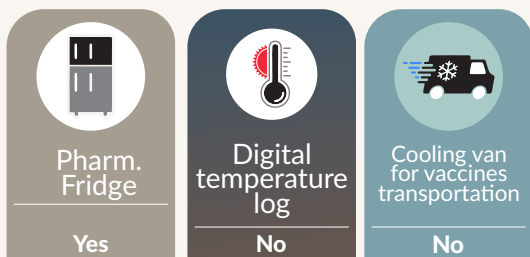 Pharm.
Fridge
Yes
Digital
temperature
log
No
Cooling van
for vaccines
transportation
No